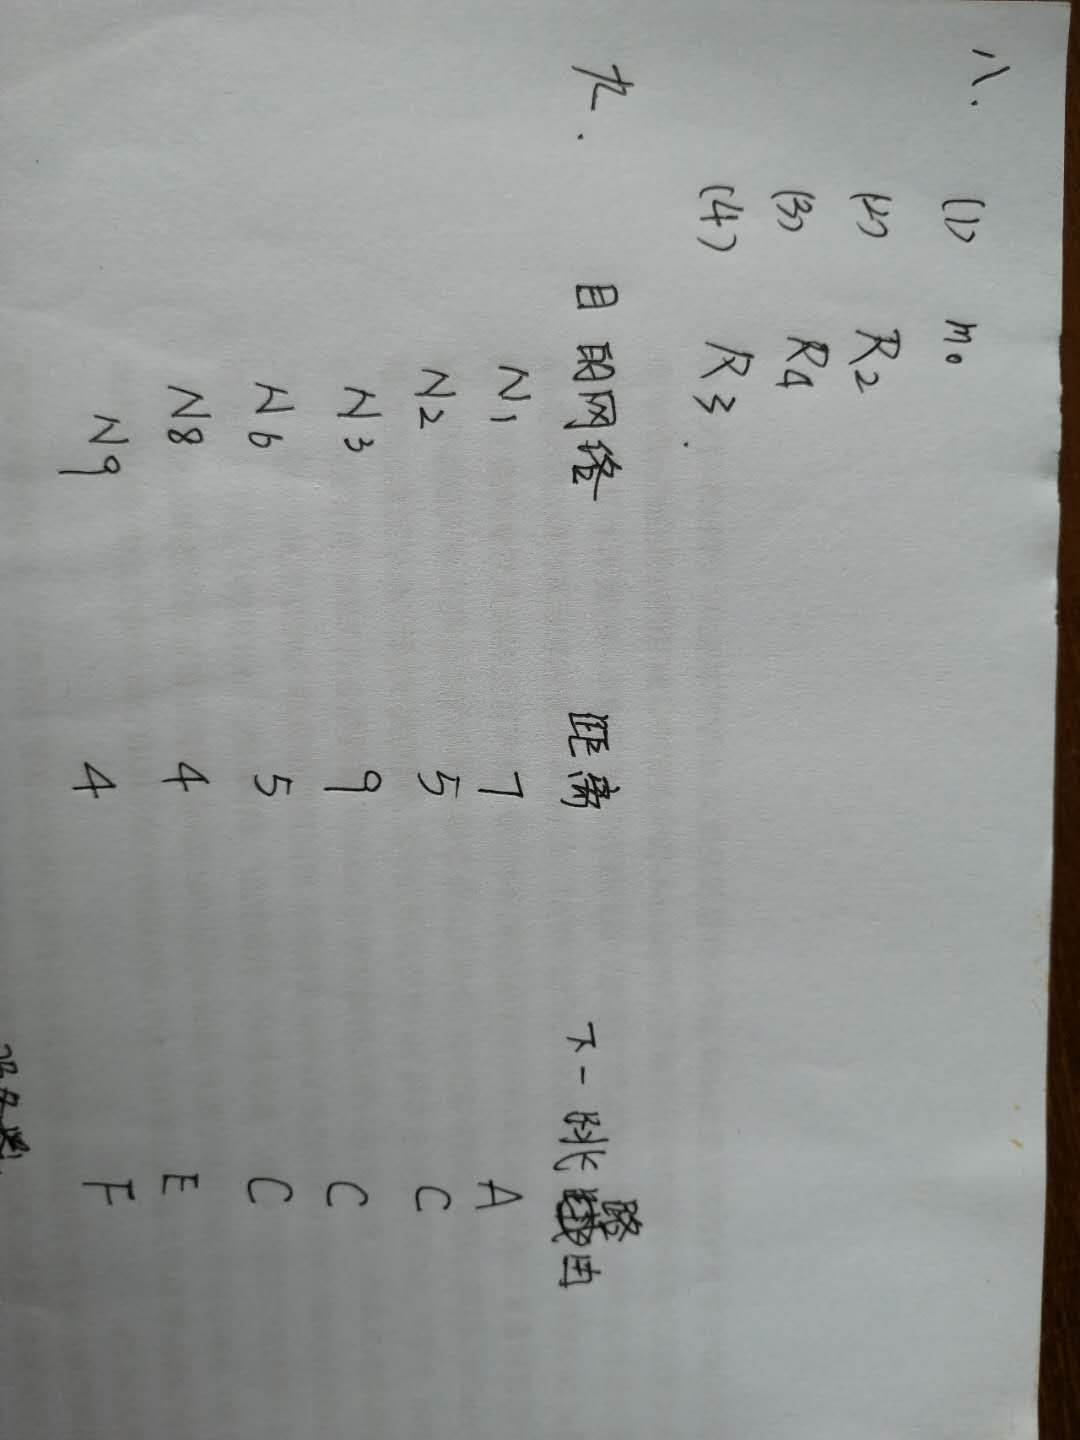 八.
(1) m0
(2) R2
(3) R4
(4) R3.
九.
目的网络 距离 下一跳路由
N1 7 A
N2 5 C
N3 9 C
N6 5 C
N8 4 E
N9 4 F